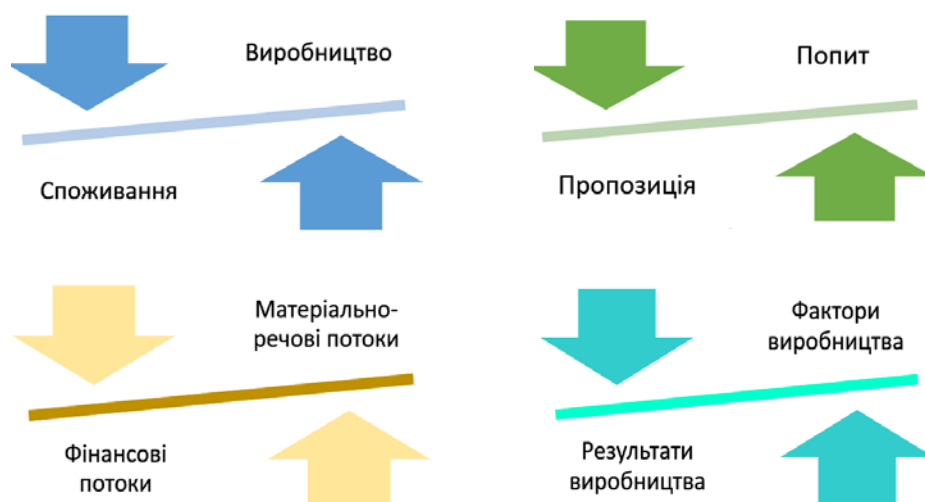 Виробництво
Споживання
Попит
Пропозиція
Матеріально-
речові потоки
Фінансові
потоки
Фактори
виробництва
Результати
виробництва